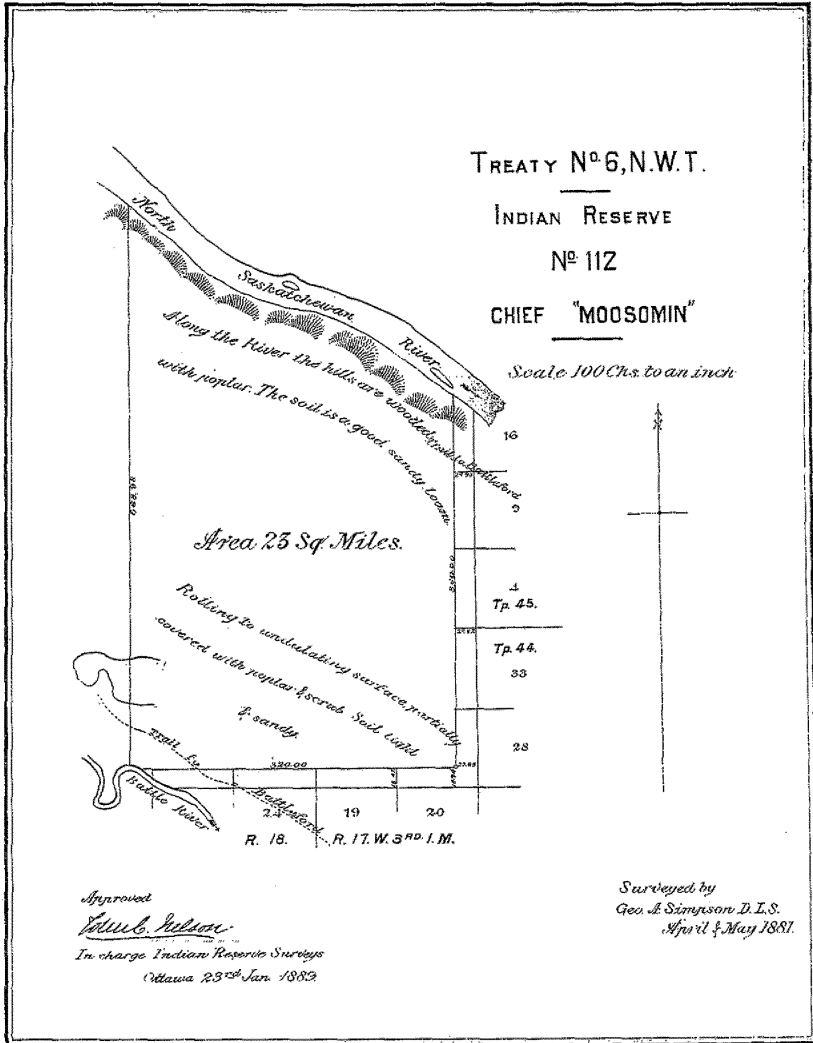 TREATY No. 6, N.W.T.
INDIAN RESERVE
No 112
CHIEF "MOOSOMIN"
Scale 100 Chs. to an inch
North Saskatchewan River
Along the River the hills are wooded
with poplar. The soil is a good sandy loam
to Battleford
16
9
Area 23 Sq. Miles.
4
Tp. 45.
Tp. 44.
33
Rolling to undulating surface, partially
covered with poplar & scrub Soil light
& sandy.
28
320.00
Trail to Battleford
Battle River
24
19
20
R. 18.
R. 17. W. 3RD. I. M.
Approved
In charge Indian Reserve Surveys
Ottawa 23rd Jan. 1889.
Surveyed by
Geo. A. Simpson D.L.S.
April & May 1881.